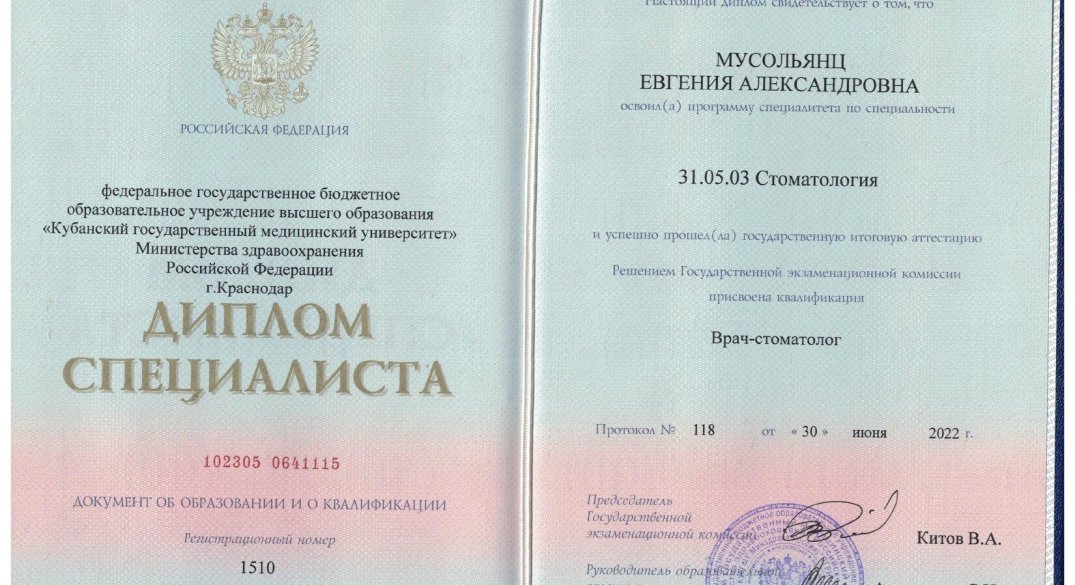 РОССИЙСКАЯ ФЕДЕРАЦИЯ
федеральное государственное бюджетное
образовательное учреждение высшего образования
«Кубанский государственный медицинский университет»
Министерства здравоохранения
Российской Федерации
г.Краснодар
ДИПЛОМ
СПЕЦИАЛИСТА
102305 0641115
ДОКУМЕНТ ОБ ОБРАЗОВАНИИ И О КВАЛИФИКАЦИИ
Регистрационный номер
1510
Настоящий диплом свидетельствует о том, что
МУСОЛЬЯНЦ
ЕВГЕНИЯ АЛЕКСАНДРОВНА
освоил(а) программу специалитета по специальности
31.05.03 Стоматология
и успешно прошел(ла) государственную итоговую аттестацию
Решением Государственной экзаменационной комиссии
присвоена квалификация
Врач-стоматолог
Протокол № 118 от « 30 » июня 2022 г.
Председатель
Государственной
экзаменационной комиссии
Китов В.А.
Руководитель образовательной